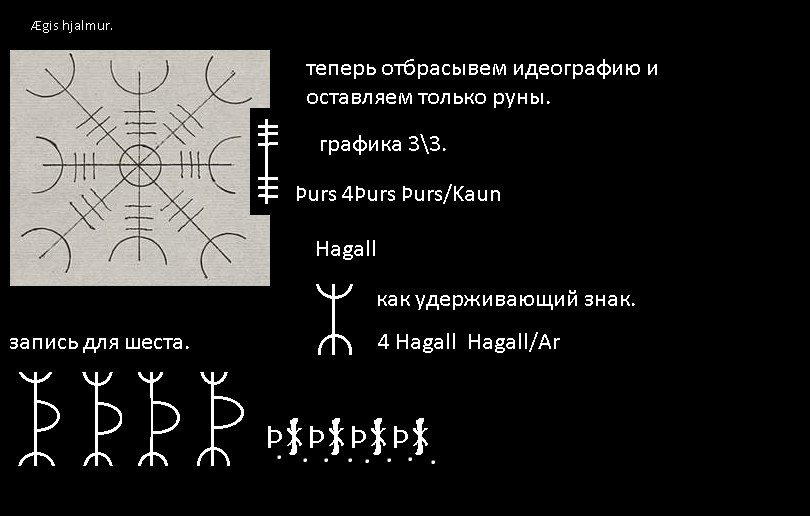 Ægis hjalmur.
теперь отбрасывем идеографию и
оставляем только руны.
графика 3\3.
Þurs 4Þurs Þurs/Kaun
Hagall
как удерживающий знак.
4 Hagall Hagall/Ar
запись для шеста.